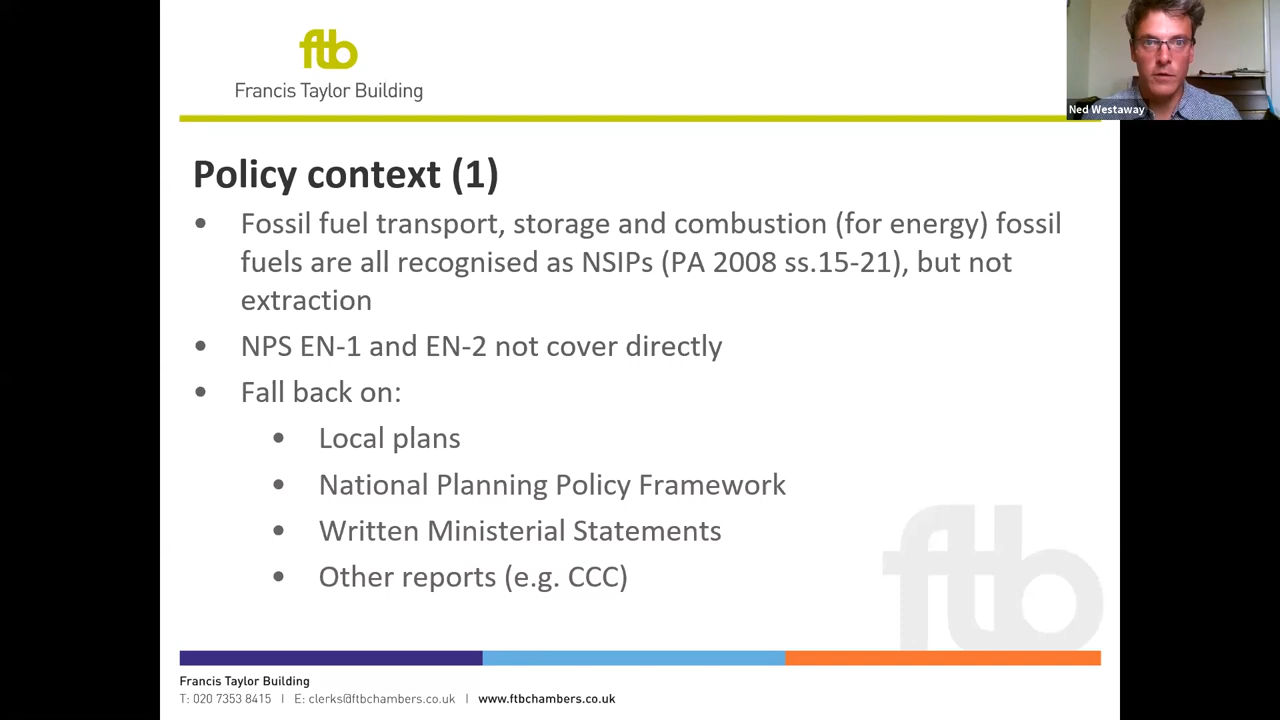 ftb
Francis Taylor Building
Ned Westaway
Policy context (1)
• Fossil fuel transport, storage and combustion (for energy) fossil
fuels are all recognised as NSIPs (PA 2008 ss.15-21), but not
extraction
• NPS EN-1 and EN-2 not cover directly
• Fall back on:
• Local plans
• National Planning Policy Framework
• Written Ministerial Statements
• Other reports (e.g. CCC)
ftb
Francis Taylor Building
T: 020 7353 8415 | E: clerks@ftbchambers.co.uk | www.ftbchambers.co.uk